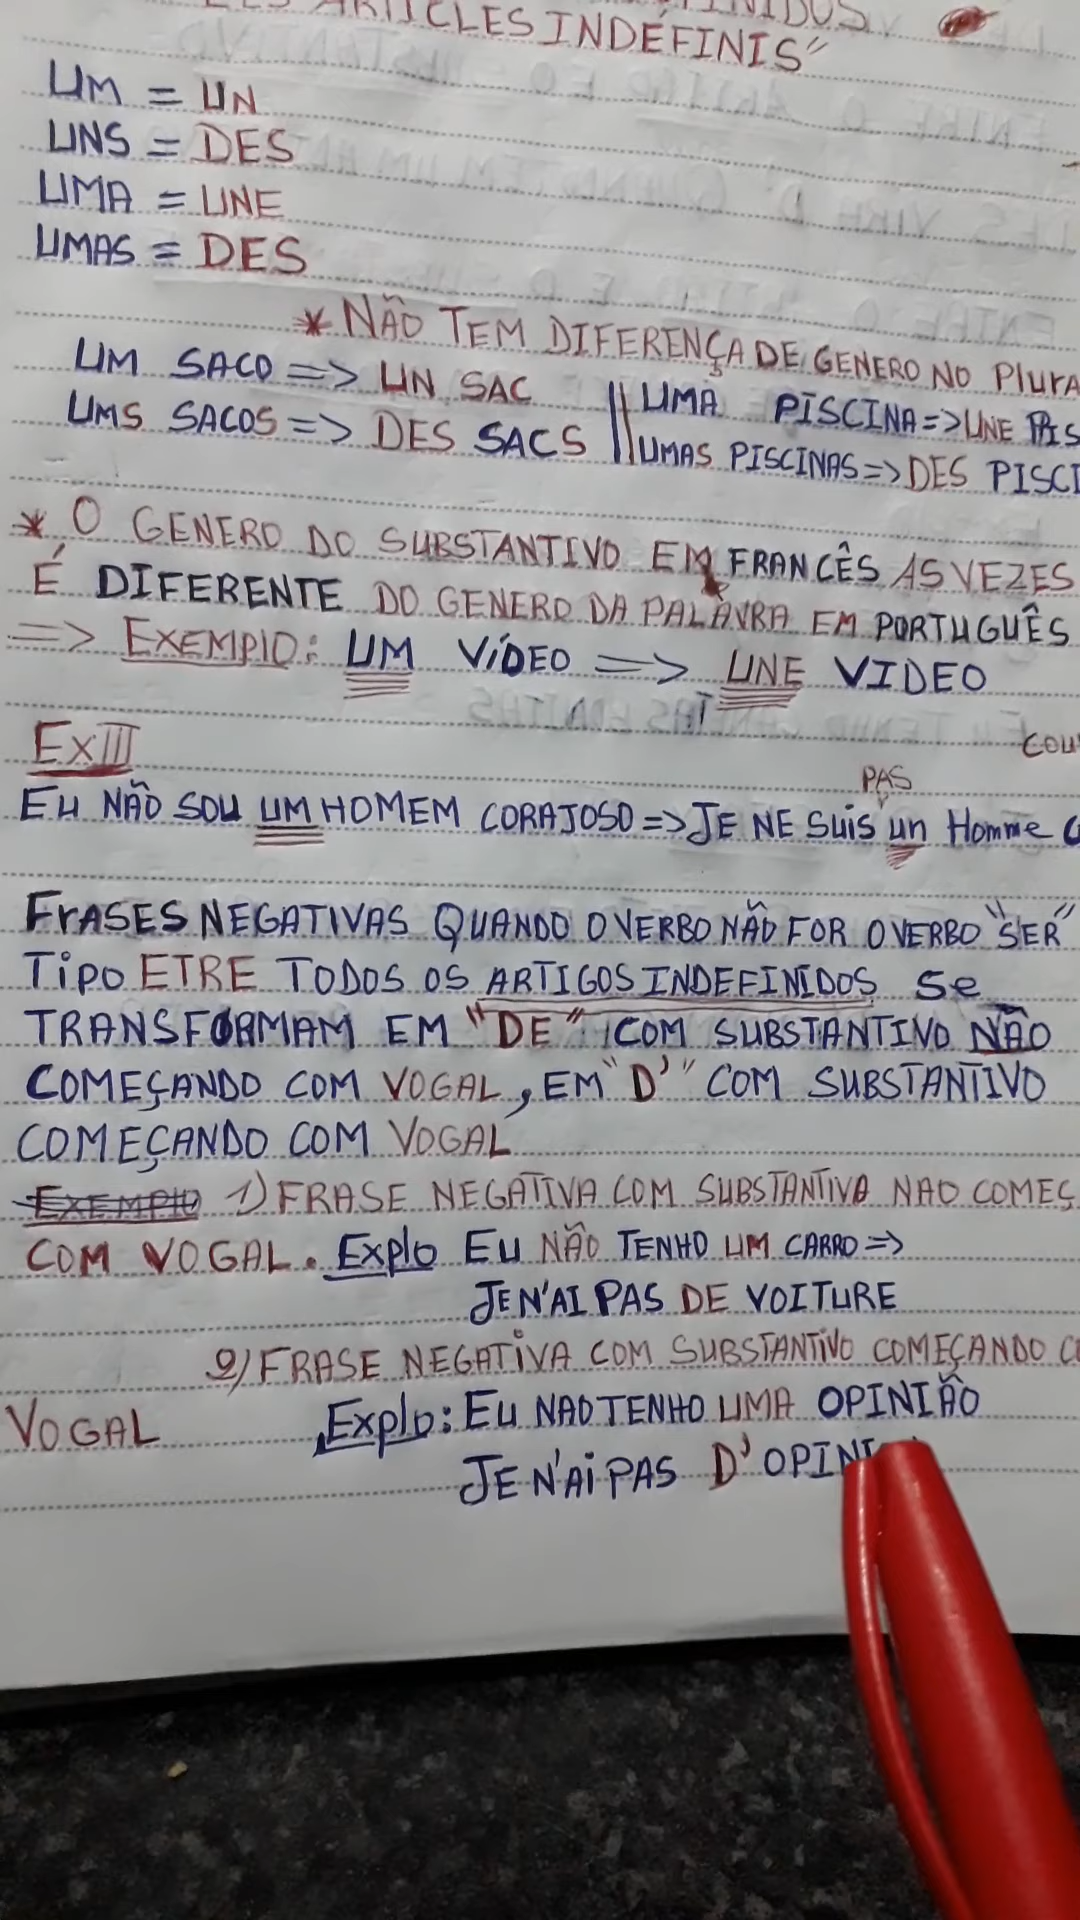 LES ARTICLES INDÉFINIS"
UM = UN
UNS = DES
UMA = UNE
UMAS = DES
* NÃO TEM DIFERENÇA DE GENERO NO PlurA
UM SACO => UN SAC || UMA PISCINA => UNE PIS
UMS SACOS => DES SACS || UMAS PISCINAS => DES PISCI
* O GENERO DO SUBSTANTIVO EM FRANCÊS AS VEZES
É DIFERENTE DO GENERO DA PALAVRA EM PORTUGUÊS
=> EXEMPlO: UM VÍDEO => UNE VIDEO
EXIII
COU
PAS
EU NÃO SOU UM HOMEM CORAJOSO => JE NE SUiS un Homme C
FrASES NEGATIVAS QUANDO O VERBO NÃO FOR O VERBO "SER"
TipO ETRE TODOS OS ARTIGOS INDEFINIDOS Se
TRANSFORMAM EM "DE" COM SUBSTANTIVO NÃO
COMEÇANDO COM VOGAL, EM "D'" COM SUBSTANTIVO
COMEÇANDO COM VOGAL
EXEMPlO 1) FRASE NEGATIVA COM SUBSTANTIVO NAO COMEÇ
COM VOGAL. Explo EU NÃO TENHO UM CARRO =>
JE N'AI PAS DE VOITURE
2) FRASE NEGATIVA COM SUBSTANTIVO COMEÇANDO CO
VOGAL Explo: EU NAO TENHO UMA OPINIÃO
JE N'Ai PAS D'OPINI